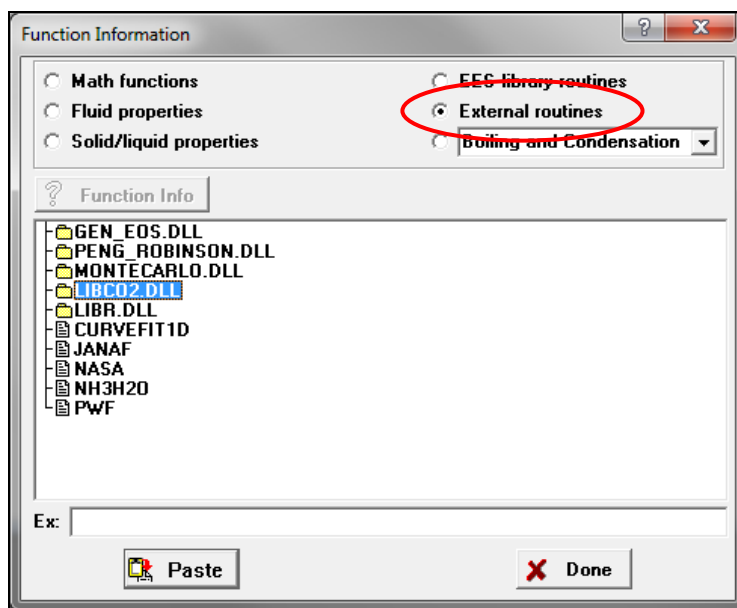 Function Information
Math functions
EES library routines
Fluid properties
External routines
Solid/liquid properties
Boiling and Condensation
Function Info
GEN_EOS.DLL
PENG_ROBINSON.DLL
MONTECARLO.DLL
LIBCO2.DLL
LIBR.DLL
CURVEFIT1D
JANAF
NASA
NH3H2O
PWF
Ex:
Paste
Done